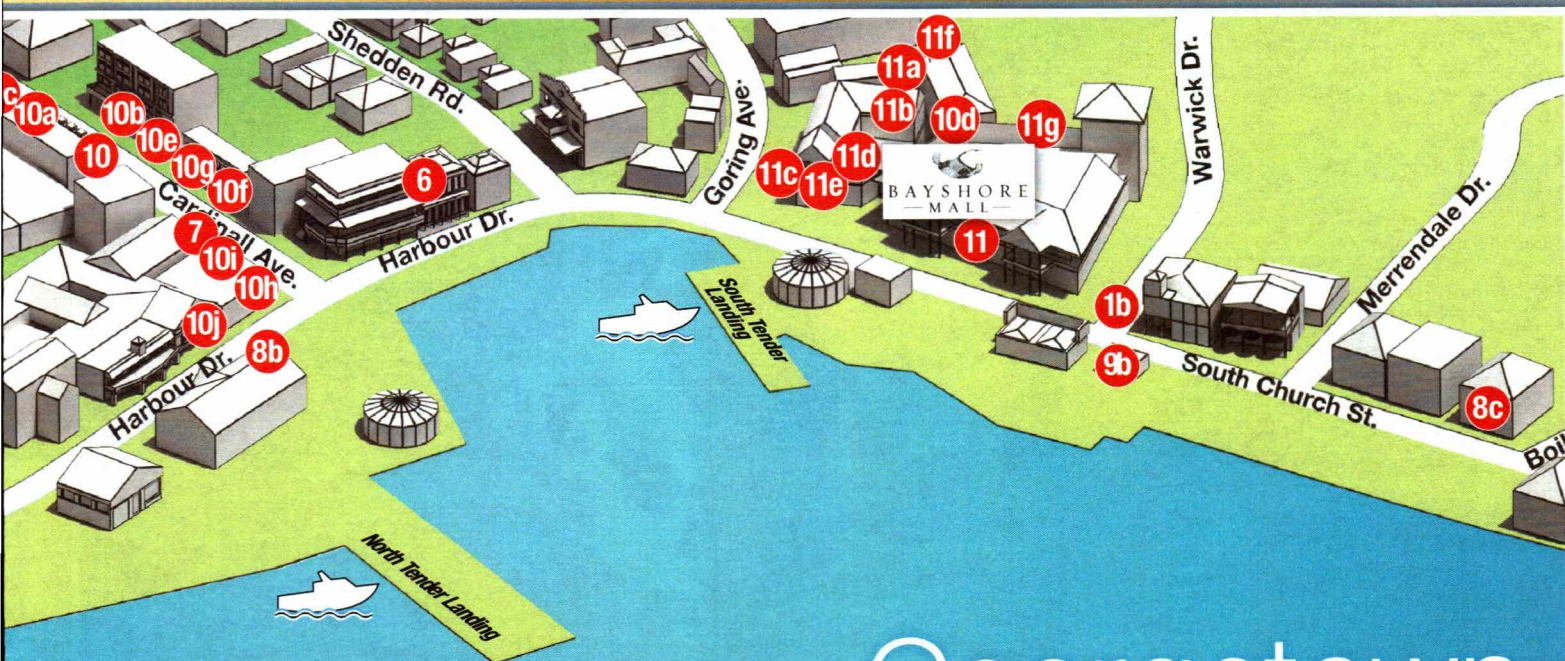 Shedden Rd.
Goring Ave.
Warwick Dr.
Merrendale Dr.
11f
11a
11b
10d
11g
11d
11c
11e
BAYSHORE
MALL
11
c
10a
10b
10e
10
10g
10f
6
Cardinall Ave.
Harbour Dr.
7
10i
10h
10j
8b
Harbour Dr.
South Tender
Landing
1b
9b
South Church St.
8c
North Tender Landing